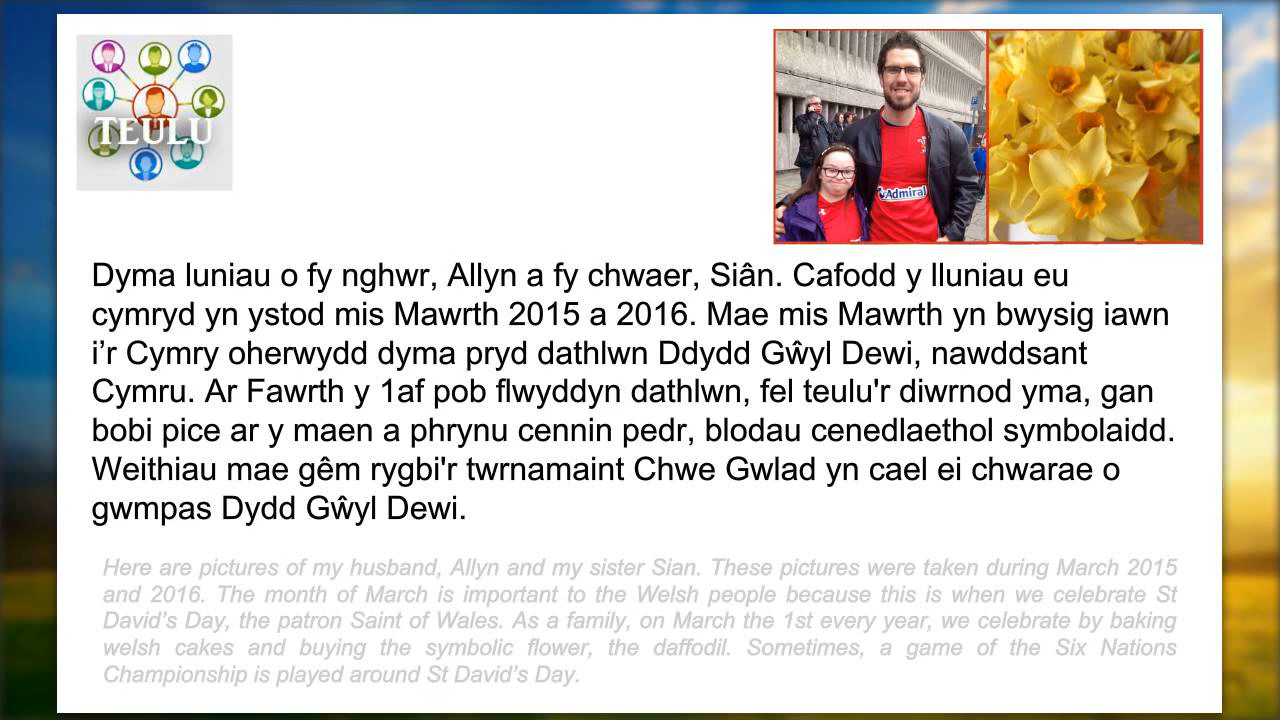 TEULU
Admiral
Dyma luniau o fy nghwr, Allyn a fy chwaer, Siân. Cafodd y lluniau eu
cymryd yn ystod mis Mawrth 2015 a 2016. Mae mis Mawrth yn bwysig iawn
i’r Cymry oherwydd dyma pryd dathlwn Ddydd Gŵyl Dewi, nawddsant
Cymru. Ar Fawrth y 1af pob flwyddyn dathlwn, fel teulu'r diwrnod yma, gan
bobi pice ar y maen a phrynu cennin pedr, blodau cenedlaethol symbolaidd.
Weithiau mae gêm rygbi'r twrnamaint Chwe Gwlad yn cael ei chwarae o
gwmpas Dydd Gŵyl Dewi.
Here are pictures of my husband, Allyn and my sister Sian. These pictures were taken during March 2015
and 2016. The month of March is important to the Welsh people because this is when we celebrate St
David’s Day, the patron Saint of Wales. As a family, on March the 1st every year, we celebrate by baking
welsh cakes and buying the symbolic flower, the daffodil. Sometimes, a game of the Six Nations
Championship is played around St David’s Day.